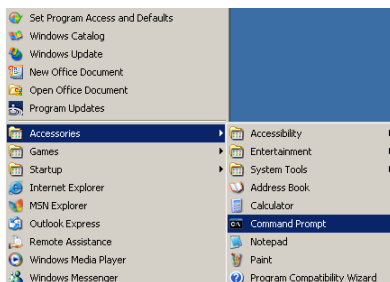 Set Program Access and Defaults
Windows Catalog
Windows Update
New Office Document
Open Office Document
Program Updates
Accessories
Games
Startup
Internet Explorer
MSN Explorer
Outlook Express
Remote Assistance
Windows Media Player
Windows Messenger
Accessibility
Entertainment
System Tools
Address Book
Calculator
Command Prompt
Notepad
Paint
Program Compatibility Wizard